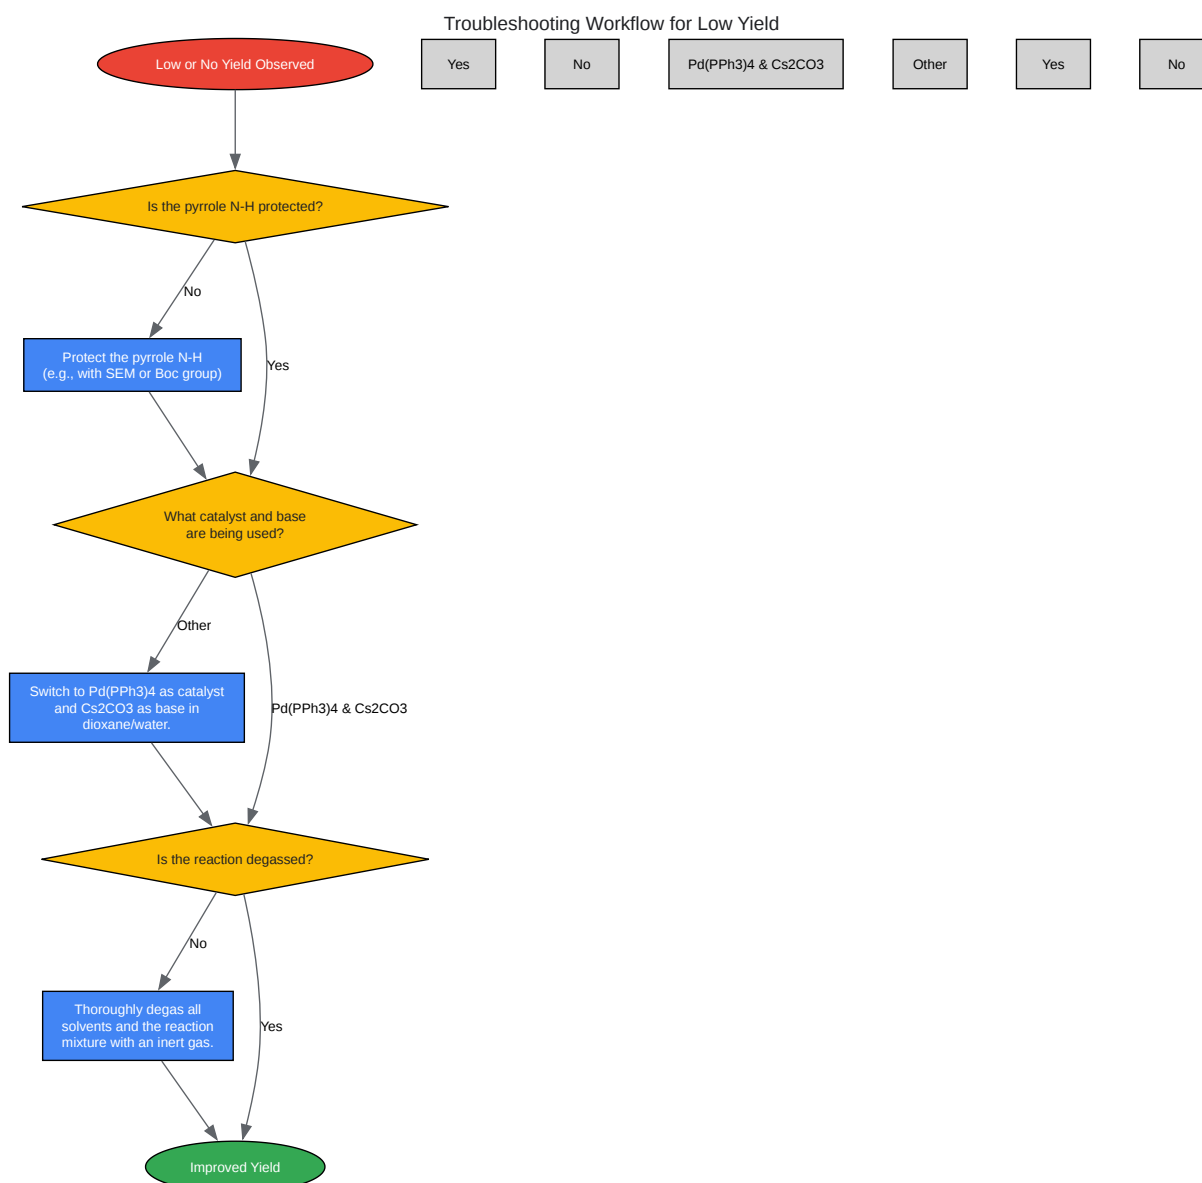 Troubleshooting Workflow for Low Yield
Low or No Yield Observed
Yes
No
Pd(PPh3)4 & Cs2CO3
Other
Yes
No
Is the pyrrole N-H protected?
No
Protect the pyrrole N-H
(e.g., with SEM or Boc group)
Yes
What catalyst and base
are being used?
Other
Switch to Pd(PPh3)4 as catalyst
and Cs2CO3 as base in
dioxane/water.
Pd(PPh3)4 & Cs2CO3
Is the reaction degassed?
No
Thoroughly degas all
solvents and the reaction
mixture with an inert gas.
Yes
Improved Yield